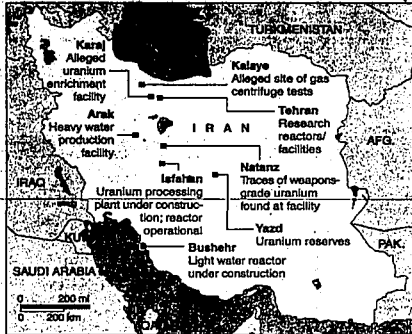 TURKMENISTAN
Karaj
Alleged
uranium
enrichment
facility
Kalaye
Alleged site of gas
centrifuge tests
Tehran
Research
reactors/
facilities
Arak
Heavy water
production
facility
IRAN
AFG.
Natanz
Traces of weapons-
grade uranium
found at facility
IRAQ
Isfahan
Uranium processing
plant under construc-
tion; reactor
operational
Yazd
Uranium reserves
PAK.
Bushehr
Light water reactor
under construction
SAUDI ARABIA
0 200 mi
0 200 km